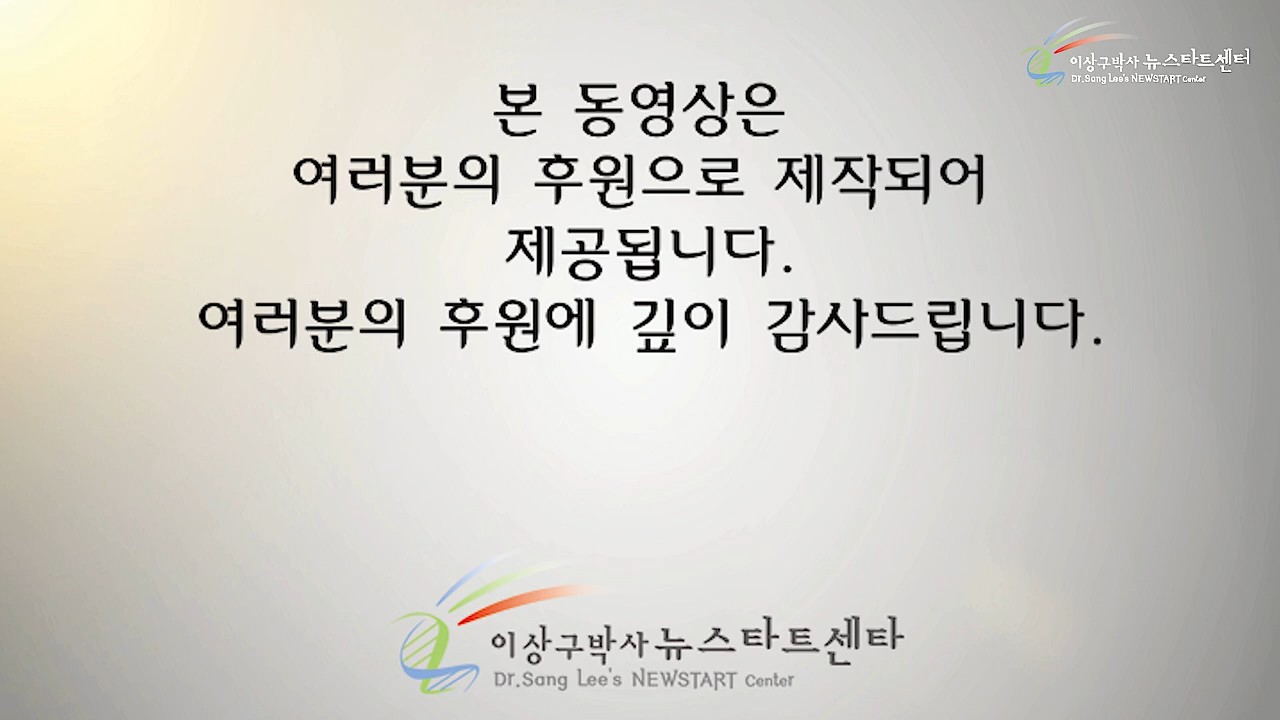 이상구박사 뉴스타트센터
Dr.Sang Lee's NEWSTART Center
본 동영상은
여러분의 후원으로 제작되어
제공됩니다.
여러분의 후원에 깊이 감사드립니다.
이상구박사 뉴스타트센타
Dr.Sang Lee's NEWSTART Center